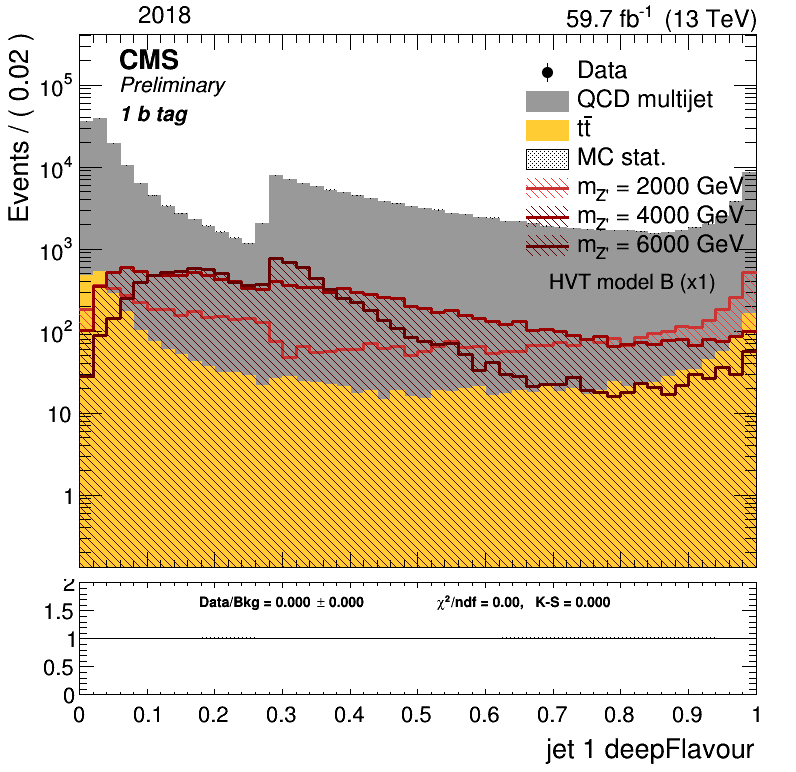 2018
59.7 fb⁻¹ (13 TeV)
CMS
Preliminary
1 b tag
Data
QCD multijet
tt̄
MC stat.
m_Z' = 2000 GeV
m_Z' = 4000 GeV
m_Z' = 6000 GeV
HVT model B (x1)
Events / ( 0.02 )
10⁵
10⁴
10³
10²
10
1
Data/Bkg = 0.000 ± 0.000
χ²/ndf = 0.00, K-S = 0.000
2
1.5
1
0.5
0
0 0.1 0.2 0.3 0.4 0.5 0.6 0.7 0.8 0.9 1
jet 1 deepFlavour